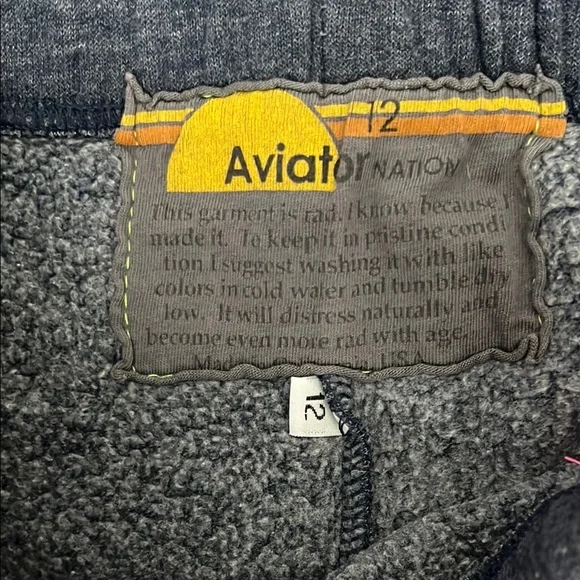 12
Aviator NATION
This garment is rad. I know because I
made it. To keep it in pristine condi
tion I suggest washing it with like
colors in cold water and tumble dry
low. It will distress naturally and
become even more rad with age.
Made in U.S.A.
12